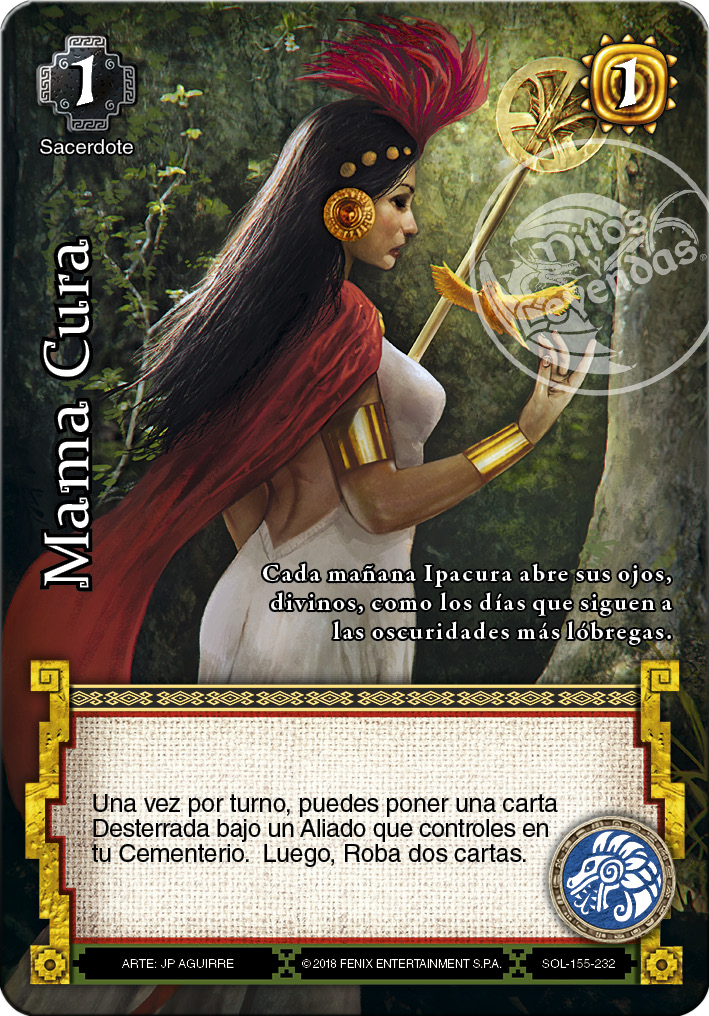 1
1
Sacerdote
Mitos
y
Leyendas
®
Mama Cura
Cada mañana Ipacura abre sus ojos,
divinos, como los días que siguen a
las oscuridades más lóbregas.
Una vez por turno, puedes poner una carta
Desterrada bajo un Aliado que controles en
tu Cementerio.  Luego, Roba dos cartas.
ARTE: JP AGUIRRE
©2018 FENIX ENTERTAINMENT S.P.A.
SOL-155-232